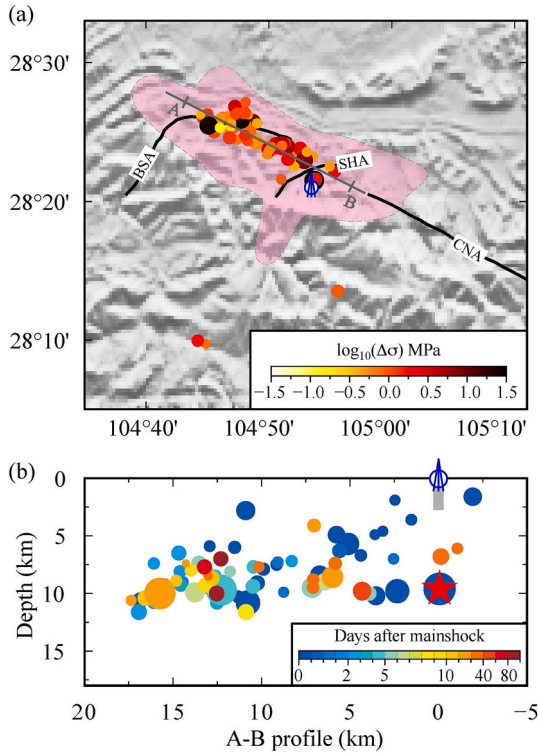 (a)
28°30'
28°20'
28°10'
A
BSA
SHA
B
CNA
log₁₀(Δσ) MPa
−1.5 −1.0 −0.5 0.0 0.5 1.0 1.5
104°40' 104°50' 105°00' 105°10'
(b)
0
5
10
15
Depth (km)
Days after mainshock
0 2 5 10 40 80
20 15 10 5 0 −5
A-B profile (km)